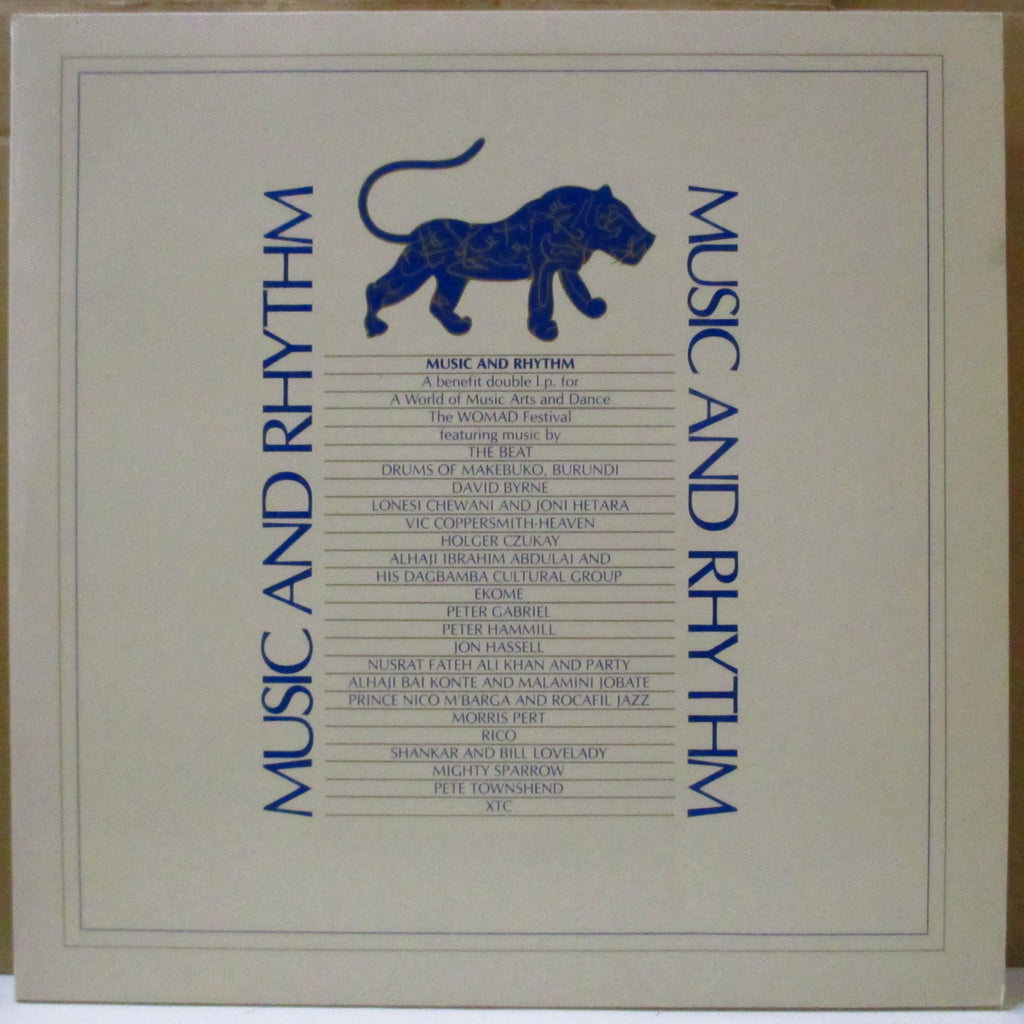 MUSIC AND RHYTHM
MUSIC AND RHYTHM
A benefit double l.p. for
A World of Music Arts and Dance
The WOMAD Festival
featuring music by
THE BEAT
DRUMS OF MAKEBUKO, BURUNDI
DAVID BYRNE
LONESI CHEWANI AND JONI HETARA
VIC COPPERSMITH-HEAVEN
HOLGER CZUKAY
ALHAJI IBRAHIM ABDULAI AND
HIS DAGBAMBA CULTURAL GROUP
EKOME
PETER GABRIEL
PETER HAMMILL
JON HASSELL
NUSRAT FATEH ALI KHAN AND PARTY
ALHAJI BAI KONTE AND MALAMINI JOBATE
PRINCE NICO M'BARGA AND ROCAFIL JAZZ
MORRIS PERT
RICO
SHANKAR AND BILL LOVELADY
MIGHTY SPARROW
PETE TOWNSHEND
XTC
MUSIC AND RHYTHM